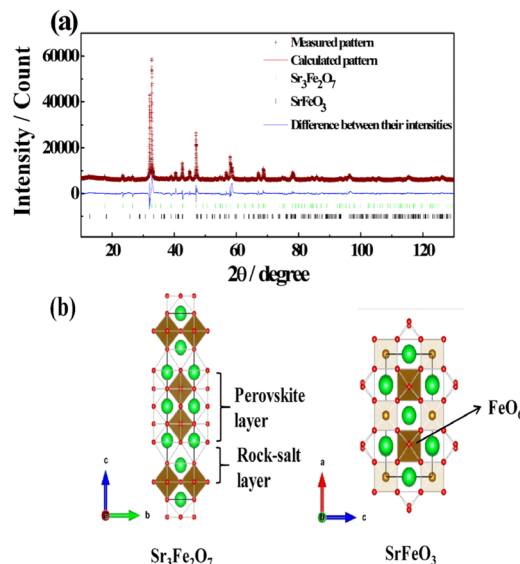 (a)
Measured pattern
Calculated pattern
Sr₃Fe₂O₇
SrFeO₃
Difference between their intensities
Intensity / Count
60000
40000
20000
0
20 40 60 80 100 120
2θ / degree
(b)
Perovskite
layer
Rock-salt
layer
FeO₆
c
b
a
c
Sr₃Fe₂O₇
SrFeO₃